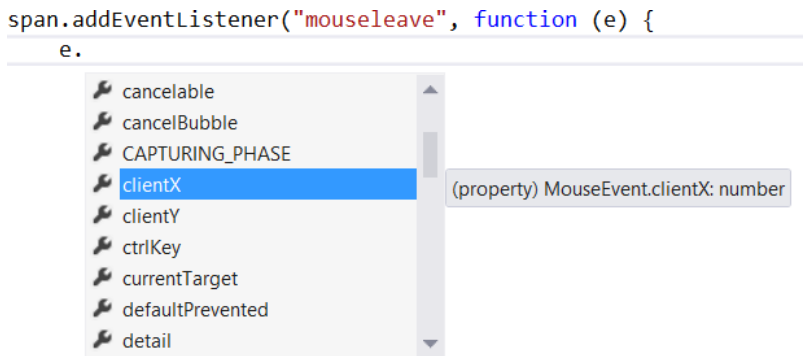 span.addEventListener("mouseleave", function (e) {
e.
cancelable
cancelBubble
CAPTURING_PHASE
clientX
(property) MouseEvent.clientX: number
clientY
ctrlKey
currentTarget
defaultPrevented
detail